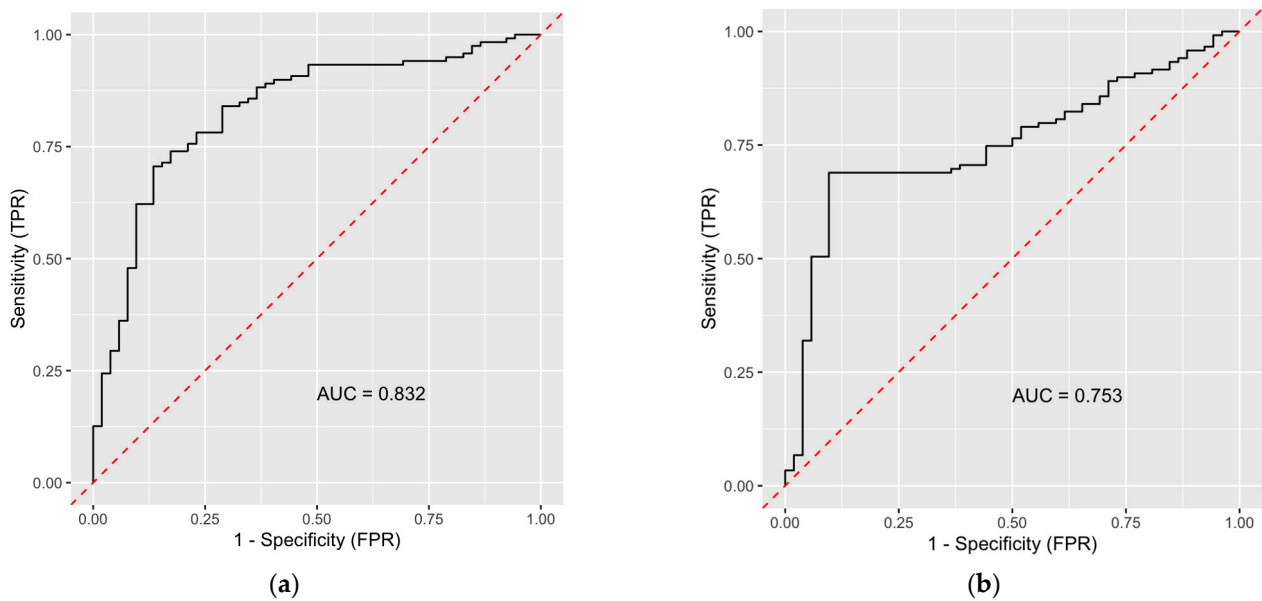 1.00
0.75
0.50
0.25
0.00
Sensitivity (TPR)
AUC = 0.832
0.00 0.25 0.50 0.75 1.00
1 - Specificity (FPR)
(a)
1.00
0.75
0.50
0.25
0.00
Sensitivity (TPR)
AUC = 0.753
0.00 0.25 0.50 0.75 1.00
1 - Specificity (FPR)
(b)